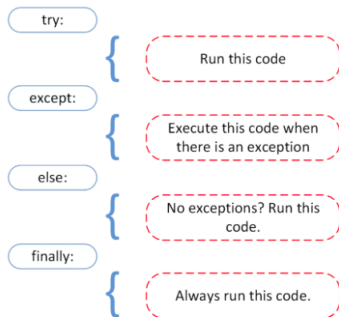 try:
Run this code
except:
Execute this code when
there is an exception
else:
No exceptions? Run this
code.
finally:
Always run this code.